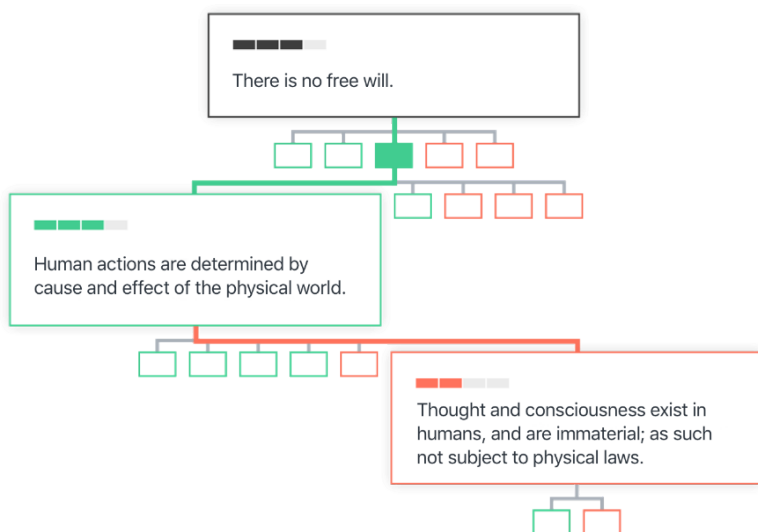 There is no free will.
Human actions are determined by
cause and effect of the physical world.
Thought and consciousness exist in
humans, and are immaterial; as such
not subject to physical laws.